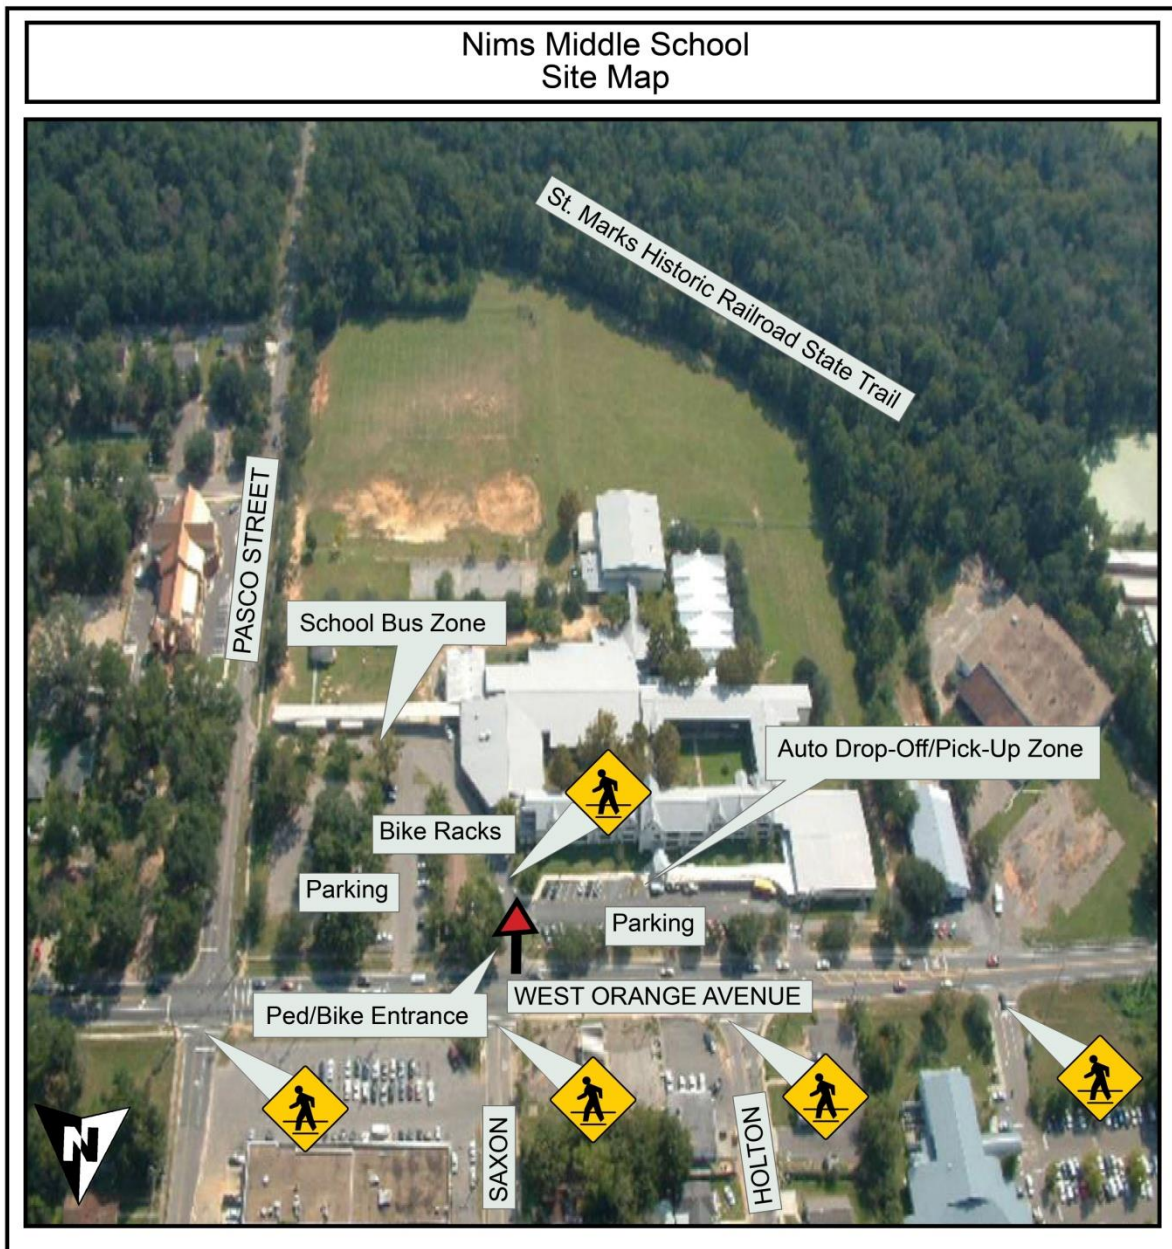 Nims Middle School
Site Map
St. Marks Historic Railroad State Trail
PASCO STREET
School Bus Zone
Auto Drop-Off/Pick-Up Zone
Bike Racks
Parking
Parking
WEST ORANGE AVENUE
Ped/Bike Entrance
SAXON
HOLTON
N